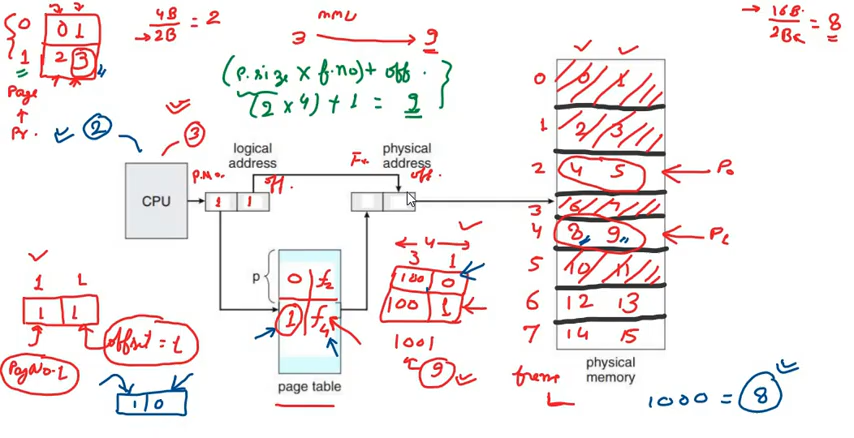 0 | 0 1
1 | 2 3
Page
Pr.
4B
→ 2B = 2
mmu
3 → 9
(p.size × f.no) + off.
(2 × 4) + 1 = 9
→ 16B
2B = 8
2
3
CPU
P.No.
logical
address
off.
1 1
F
physical
address
off.
p
0 f2
1 f4
page table
← 4 →
3 1
100 0
100 1
1001
9
1 1
1 1
Page No. 1
offset = 1
1 0
0 | 0 1
1 | 2 3
2 | 4 5 ← P0
3 | 6 7
4 | 8 9 ← P1
5 | 10 11
6 | 12 13
7 | 14 15
frame
physical
memory
1000 = 8